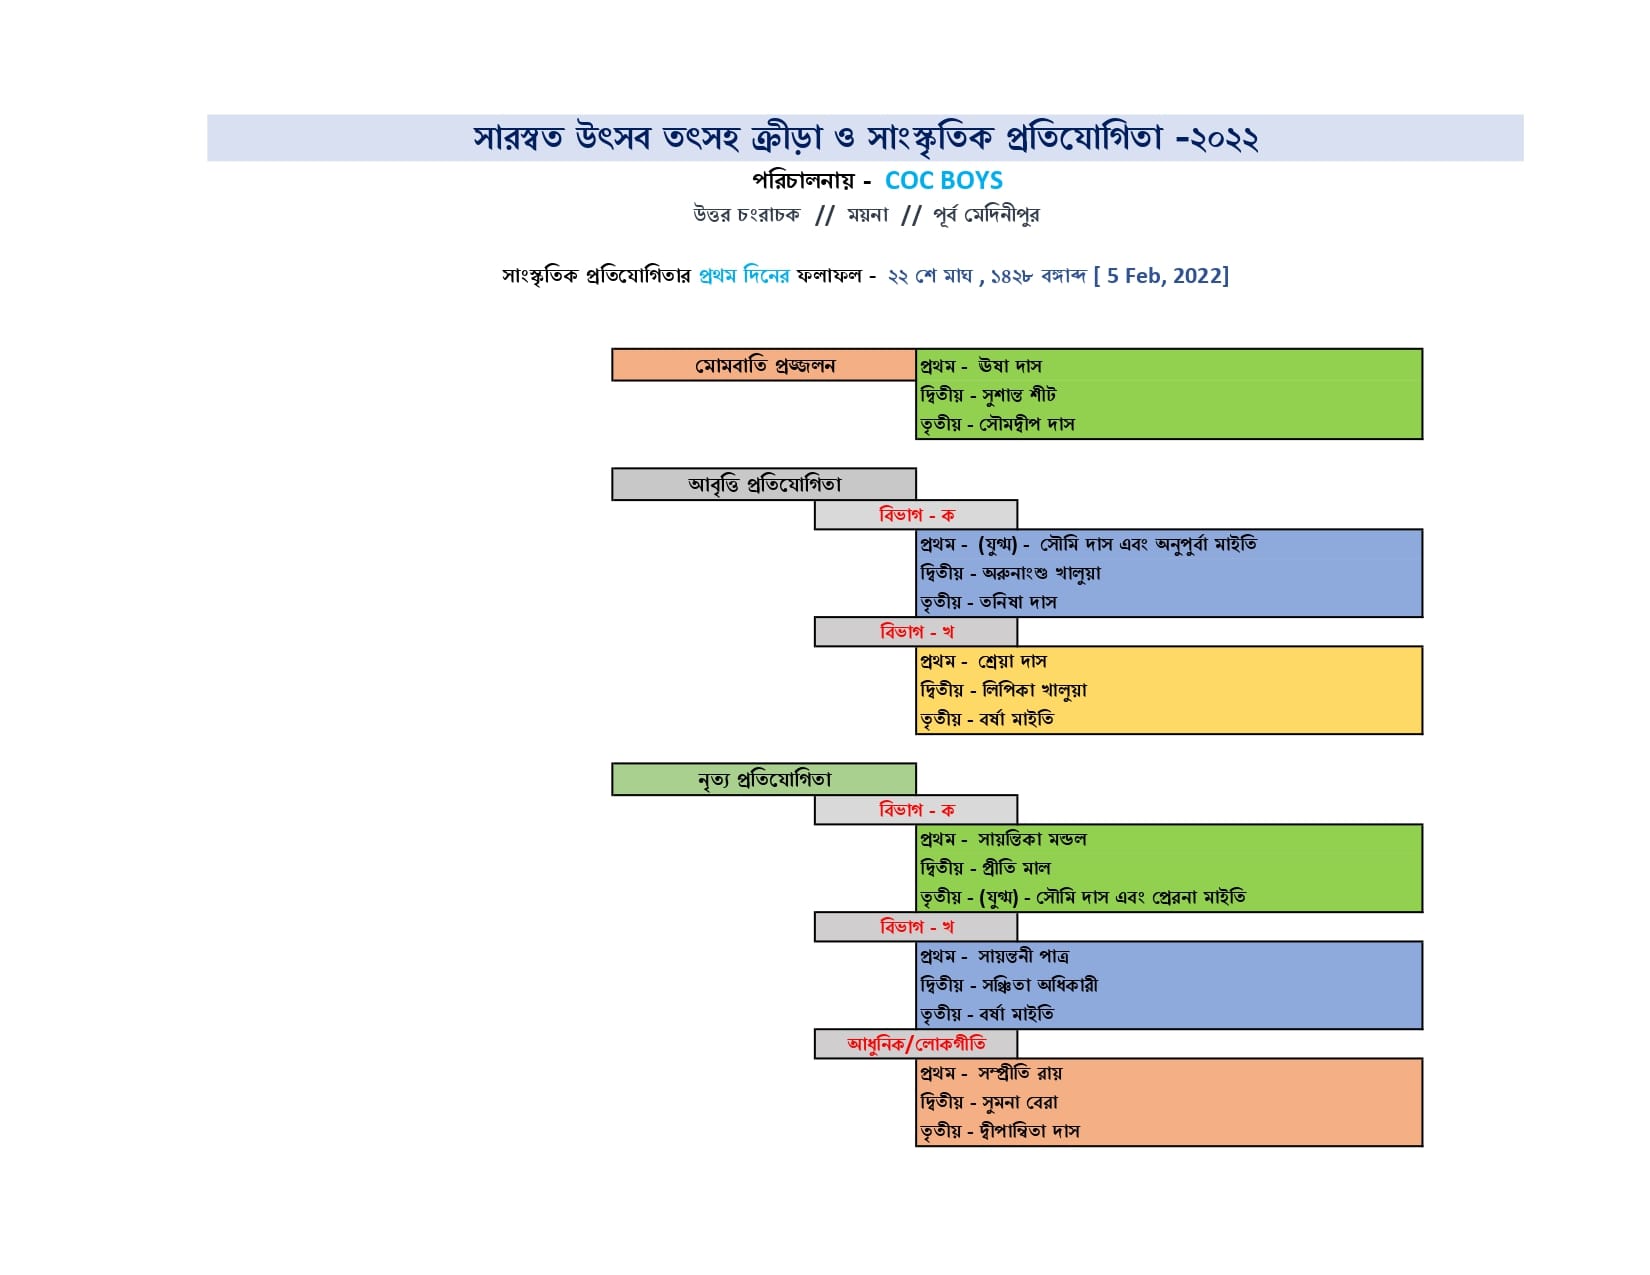 সারস্বত উৎসব তৎসহ ক্রীড়া ও সাংস্কৃতিক প্রতিযোগিতা -২০২২
পরিচালনায় - COC BOYS
উত্তর চংরাচক // ময়না // পূর্ব মেদিনীপুর
সাংস্কৃতিক প্রতিযোগিতার প্রথম দিনের ফলাফল - ২২ শে মাঘ , ১৪২৮ বঙ্গাব্দ [ 5 Feb, 2022]
মোমবাতি প্রজ্জলন
প্রথম - ঊষা দাস
দ্বিতীয় - সুশান্ত শীট
তৃতীয় - সৌমদ্বীপ দাস
আবৃত্তি প্রতিযোগিতা
বিভাগ - ক
প্রথম - (যুগ্ম) - সৌমি দাস এবং অনুপুর্বা মাইতি
দ্বিতীয় - অরুনাংশু খালুয়া
তৃতীয় - তনিষা দাস
বিভাগ - খ
প্রথম - শ্রেয়া দাস
দ্বিতীয় - লিপিকা খালুয়া
তৃতীয় - বর্ষা মাইতি
নৃত্য প্রতিযোগিতা
বিভাগ - ক
প্রথম - সায়ন্তিকা মন্ডল
দ্বিতীয় - প্রীতি মাল
তৃতীয় - (যুগ্ম) - সৌমি দাস এবং প্রেরনা মাইতি
বিভাগ - খ
প্রথম - সায়ন্তনী পাত্র
দ্বিতীয় - সঞ্চিতা অধিকারী
তৃতীয় - বর্ষা মাইতি
আধুনিক/লোকগীতি
প্রথম - সম্প্রীতি রায়
দ্বিতীয় - সুমনা বেরা
তৃতীয় - দ্বীপান্বিতা দাস